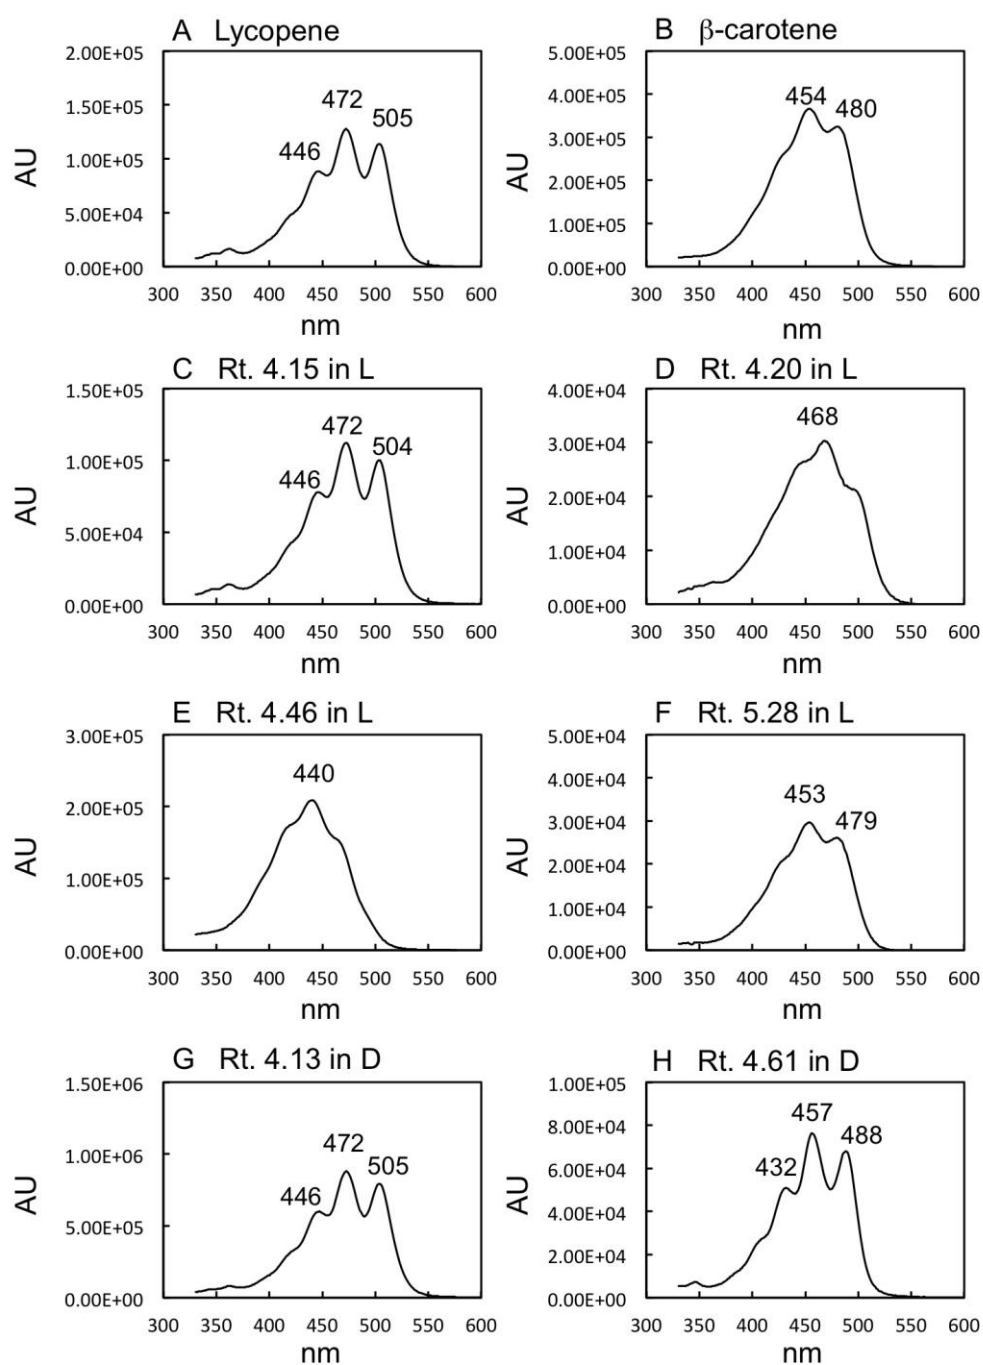 A Lycopene
2.00E+05
1.50E+05
1.00E+05
5.00E+04
0.00E+00
AU
446
472
505
300 350 400 450 500 550 600
nm
B β-carotene
5.00E+05
4.00E+05
3.00E+05
2.00E+05
1.00E+05
0.00E+00
AU
454
480
300 350 400 450 500 550 600
nm
C Rt. 4.15 in L
1.50E+05
1.00E+05
5.00E+04
0.00E+00
AU
446
472
504
300 350 400 450 500 550 600
nm
D Rt. 4.20 in L
4.00E+04
3.00E+04
2.00E+04
1.00E+04
0.00E+00
AU
468
300 350 400 450 500 550 600
nm
E Rt. 4.46 in L
3.00E+05
2.00E+05
1.00E+05
0.00E+00
AU
440
300 350 400 450 500 550 600
nm
F Rt. 5.28 in L
5.00E+04
4.00E+04
3.00E+04
2.00E+04
1.00E+04
0.00E+00
AU
453
479
300 350 400 450 500 550 600
nm
G Rt. 4.13 in D
1.50E+06
1.00E+06
5.00E+05
0.00E+00
AU
446
472
505
300 350 400 450 500 550 600
nm
H Rt. 4.61 in D
1.00E+05
8.00E+04
6.00E+04
4.00E+04
2.00E+04
0.00E+00
AU
432
457
488
300 350 400 450 500 550 600
nm